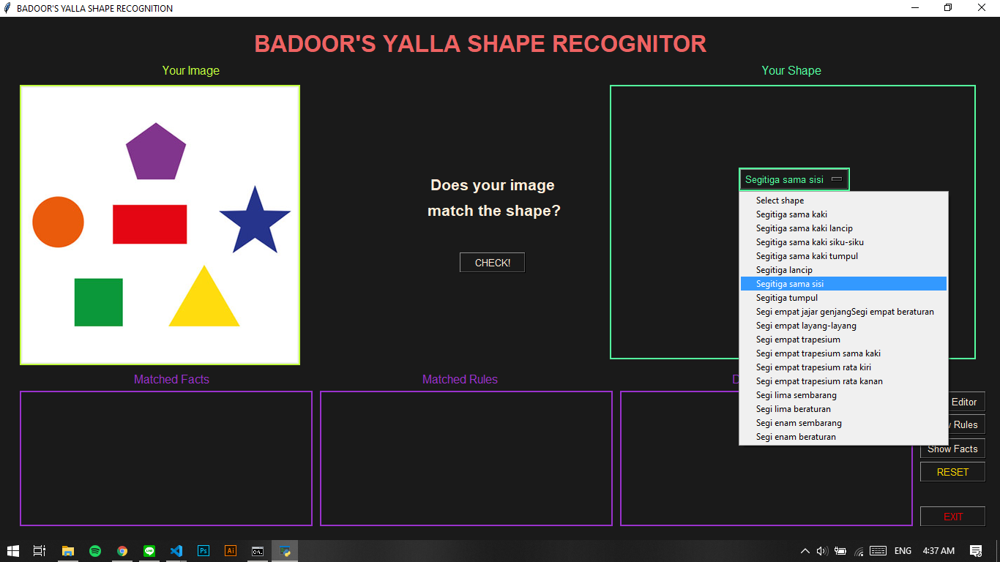 BADOOR'S YALLA SHAPE RECOGNITION
BADOOR'S YALLA SHAPE RECOGNITOR
Your Image
Your Shape
Does your image
match the shape?
CHECK!
Segitiga sama sisi
Select shape
Segitiga sama kaki
Segitiga sama kaki lancip
Segitiga sama kaki siku-siku
Segitiga sama kaki tumpul
Segitiga lancip
Segitiga sama sisi
Segitiga tumpul
Segi empat jajar genjangSegi empat beraturan
Segi empat layang-layang
Segi empat trapesium
Segi empat trapesium sama kaki
Segi empat trapesium rata kiri
Segi empat trapesium rata kanan
Segi lima sembarang
Segi lima beraturan
Segi enam sembarang
Segi enam beraturan
Matched Facts
Matched Rules
Editor
Rules
Show Facts
RESET
EXIT
Ps
Ai
C:\.
ENG
4:37 AM